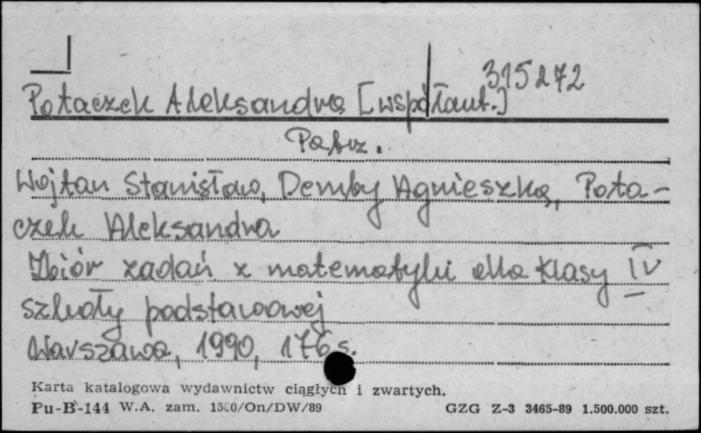 315272
Potaczek Aleksandra [współaut.]
Patrz.
Wojtan Stanisław, Demby Agnieszka, Pota-
czek Aleksandra
Zbiór zadań z matematyki dla klasy IV
szkoły podstawowej
Warszawa, 1990, 176 s.
Karta katalogowa wydawnictw ciągłych i zwartych.
Pu-B-144 W.A. zam. 1500/On/DW/89 GZG Z-3 3465-89 1.500.000 szt.